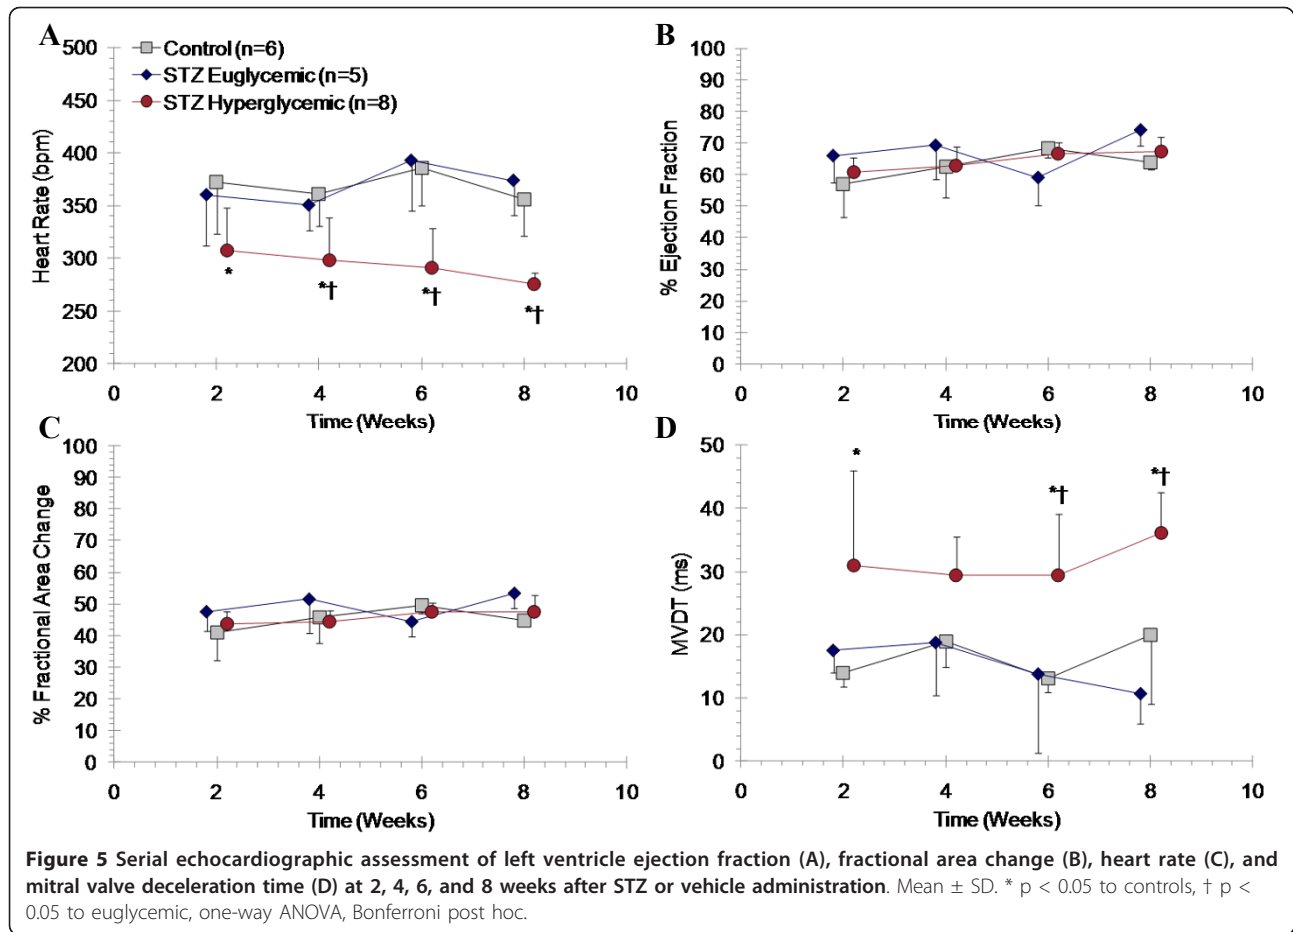 A
500
450
400
350
300
250
200
Heart Rate (bpm)
Control (n=6)
STZ Euglycemic (n=5)
STZ Hyperglycemic (n=8)
*
*†
*†
*†
0 2 4 6 8 10
Time (Weeks)
B
100
90
80
70
60
50
40
30
20
10
0
% Ejection Fraction
0 2 4 6 8 10
Time (Weeks)
C
100
90
80
70
60
50
40
30
20
10
0
% Fractional Area Change
0 2 4 6 8 10
Time (Weeks)
D
50
40
30
20
10
0
MVDT (ms)
*
*†
*†
0 2 4 6 8 10
Time (Weeks)
Figure 5 Serial echocardiographic assessment of left ventricle ejection fraction (A), fractional area change (B), heart rate (C), and
mitral valve deceleration time (D) at 2, 4, 6, and 8 weeks after STZ or vehicle administration. Mean ± SD. * p < 0.05 to controls, † p <
0.05 to euglycemic, one-way ANOVA, Bonferroni post hoc.